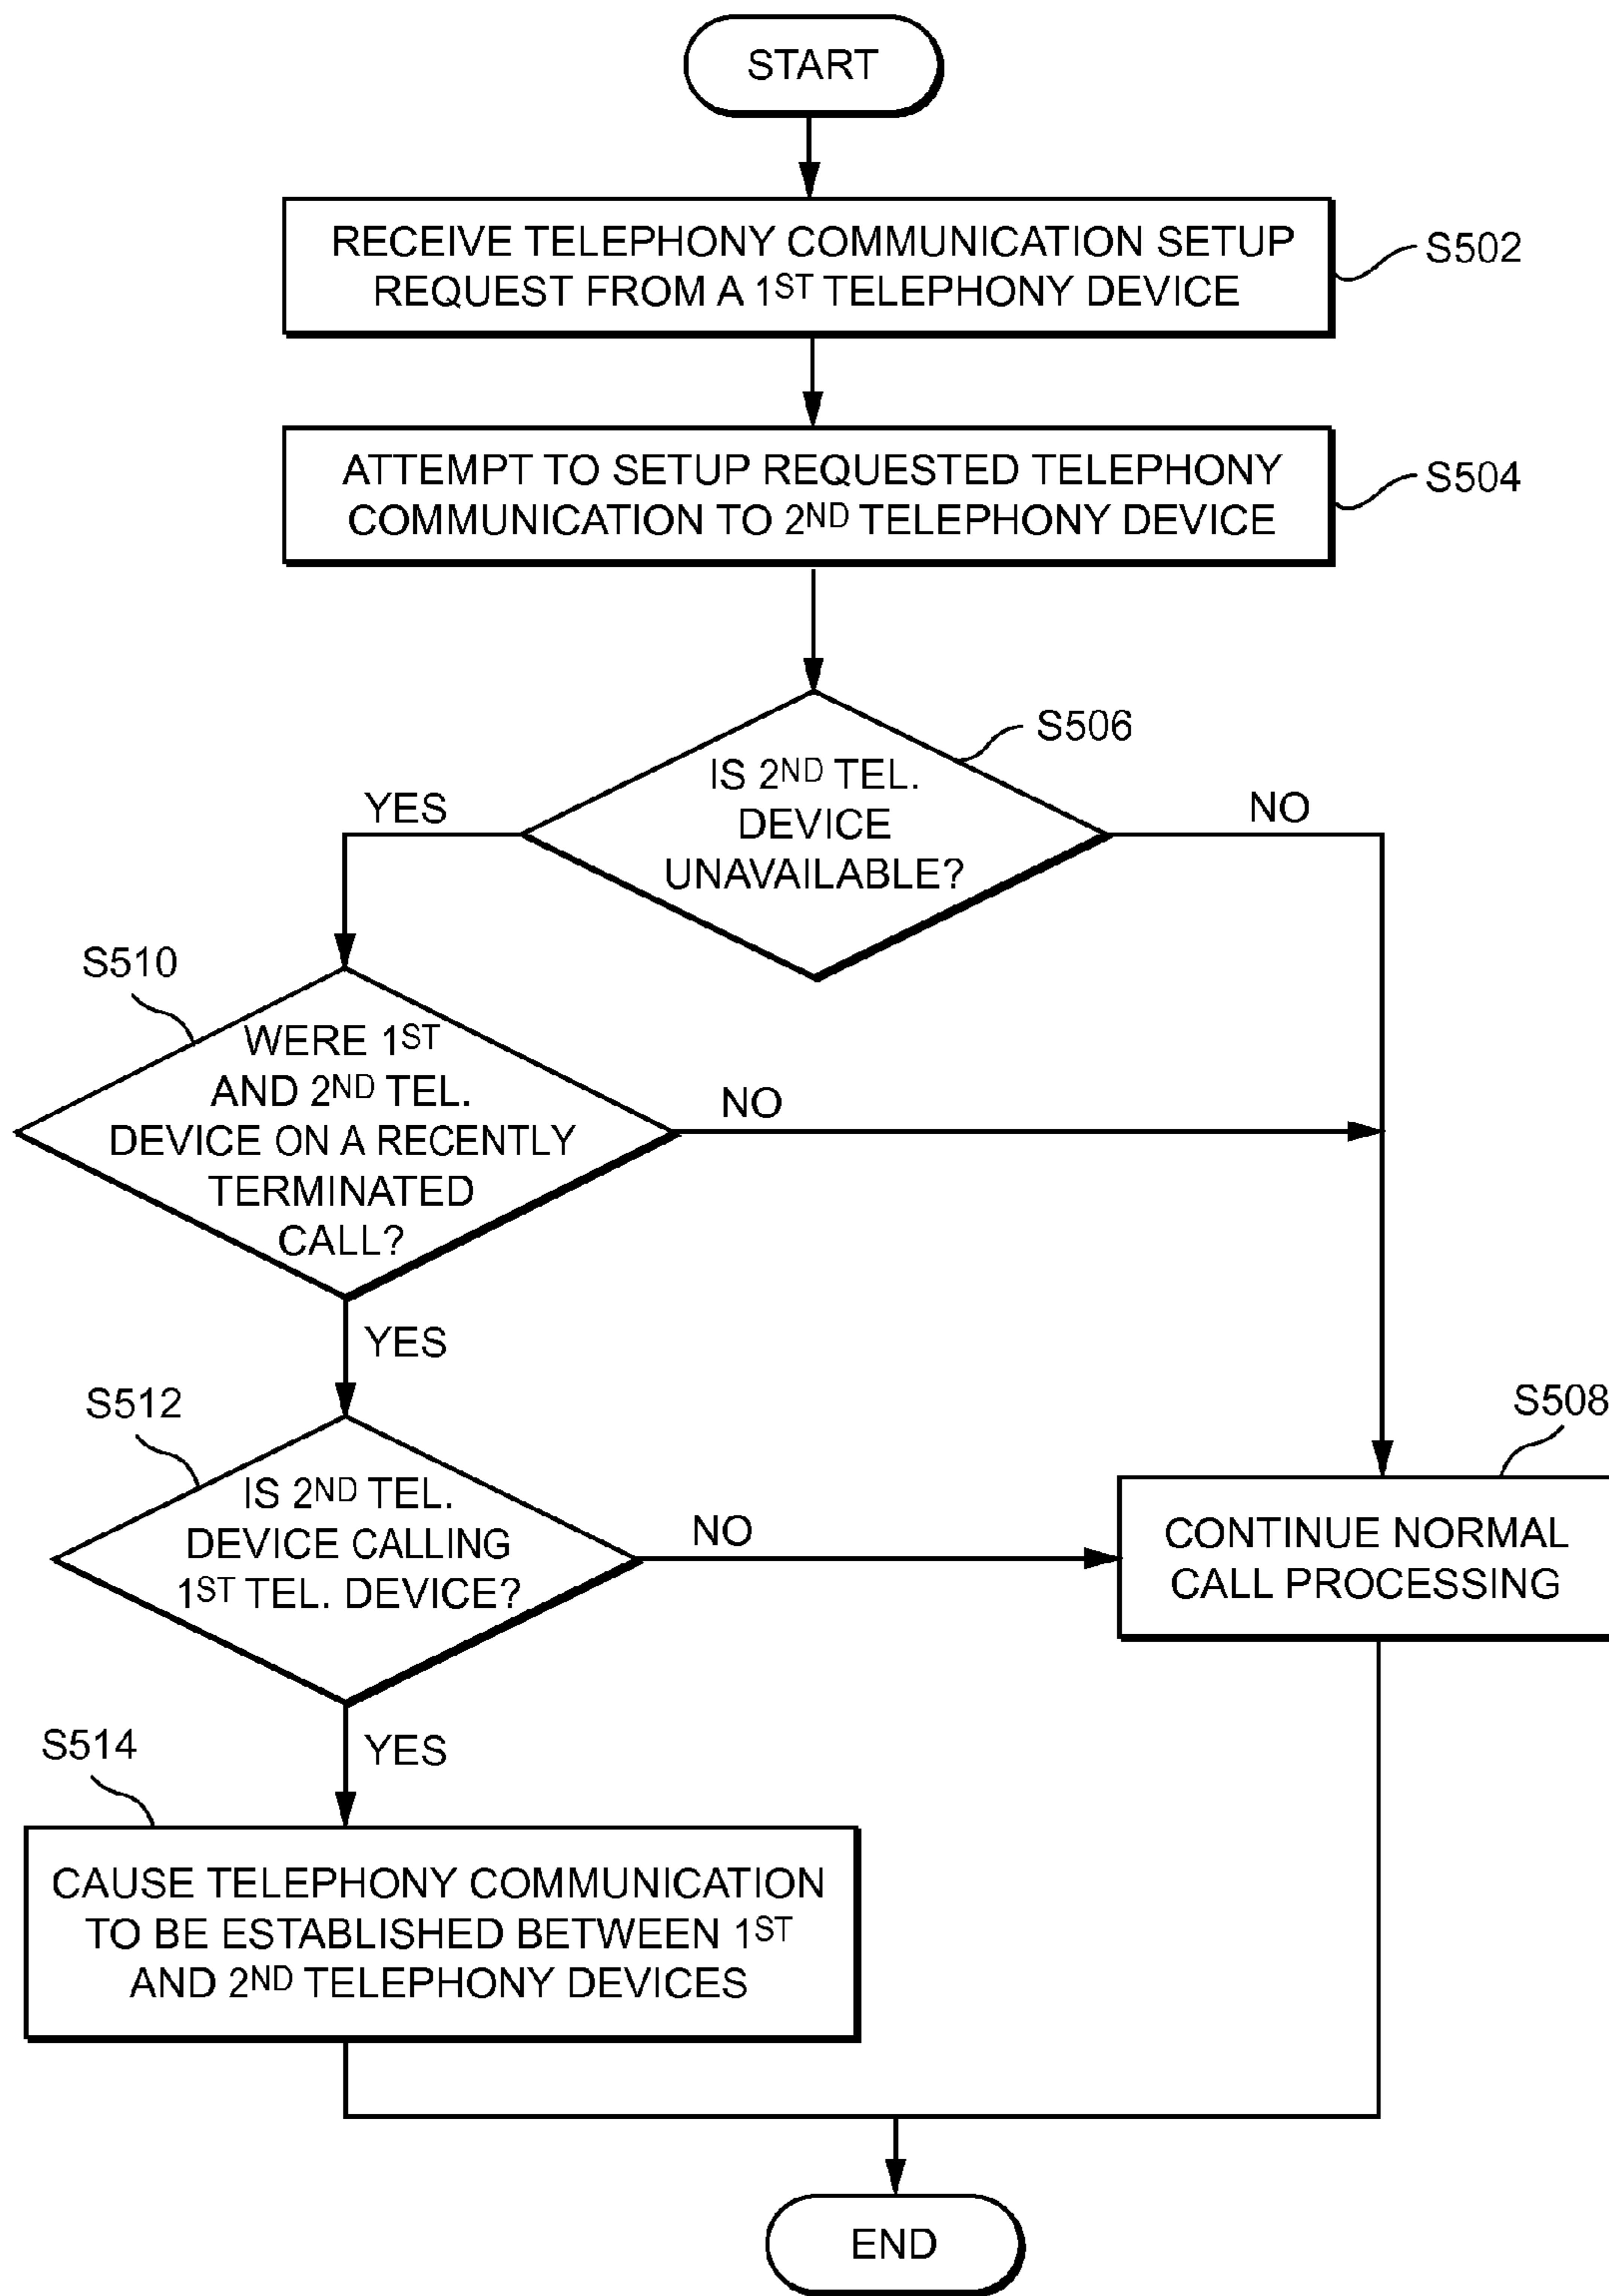 START
RECEIVE TELEPHONY COMMUNICATION SETUP
REQUEST FROM A 1ST TELEPHONY DEVICE
S502
ATTEMPT TO SETUP REQUESTED TELEPHONY
COMMUNICATION TO 2ND TELEPHONY DEVICE
S504
S506
IS 2ND TEL.
DEVICE
UNAVAILABLE?
YES
NO
S510
WERE 1ST
AND 2ND TEL.
DEVICE ON A RECENTLY
TERMINATED
CALL?
NO
YES
S512
IS 2ND TEL.
DEVICE CALLING
1ST TEL. DEVICE?
NO
S508
CONTINUE NORMAL
CALL PROCESSING
YES
S514
CAUSE TELEPHONY COMMUNICATION
TO BE ESTABLISHED BETWEEN 1ST
AND 2ND TELEPHONY DEVICES
END